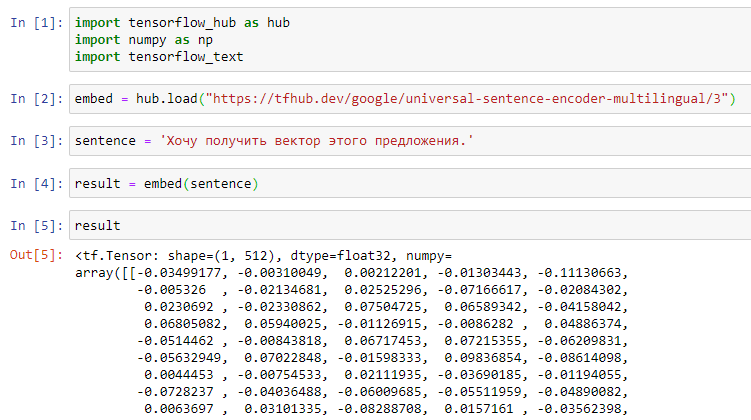 In [1]: import tensorflow_hub as hub
import numpy as np
import tensorflow_text
In [2]: embed = hub.load("https://tfhub.dev/google/universal-sentence-encoder-multilingual/3")
In [3]: sentence = 'Хочу получить вектор этого предложения.'
In [4]: result = embed(sentence)
In [5]: result
Out[5]: <tf.Tensor: shape=(1, 512), dtype=float32, numpy=
array([[-0.03499177, -0.00310049,  0.00212201, -0.01303443, -0.11130663,
-0.005326  , -0.02134681,  0.02525296, -0.07166617, -0.02084302,
0.0230692 , -0.02330862,  0.07504725,  0.06589342, -0.04158042,
0.06805082,  0.05940025, -0.01126915, -0.0086282 ,  0.04886374,
-0.0514462 , -0.00843818,  0.06717453,  0.07215355, -0.06209831,
-0.05632949,  0.07022848, -0.01598333,  0.09836854, -0.08614098,
0.0044453 , -0.00754533,  0.02111935, -0.03690185, -0.01194055,
-0.0728237 , -0.04036488, -0.06009685, -0.05511959, -0.04890082,
0.0063697 ,  0.03101335, -0.08288708,  0.0157161 , -0.03562398,